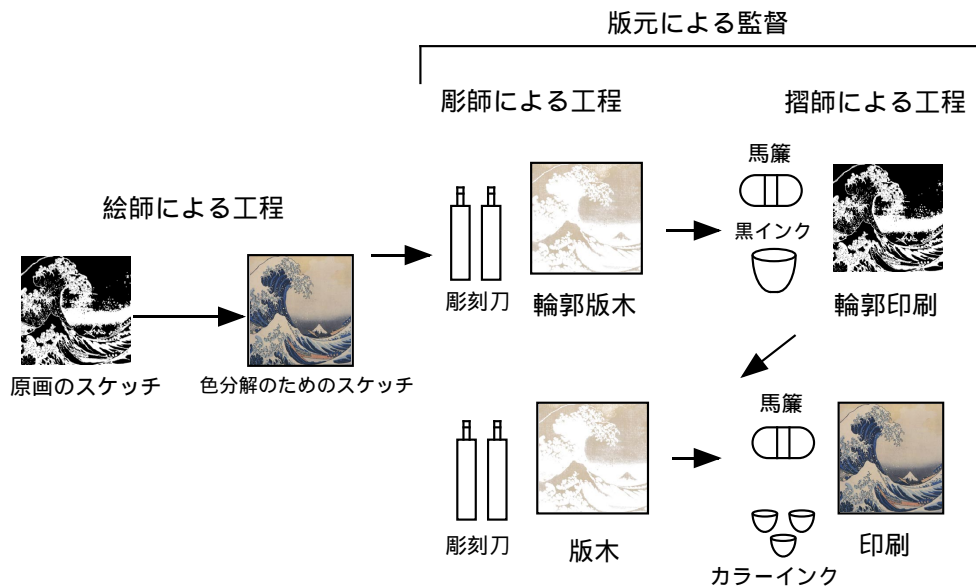 版元による監督
彫師による工程
摺師による工程
絵師による工程
馬簾
黒インク
彫刻刀
輪郭版木
輪郭印刷
原画のスケッチ
色分解のためのスケッチ
馬簾
彫刻刀
版木
印刷
カラーインク